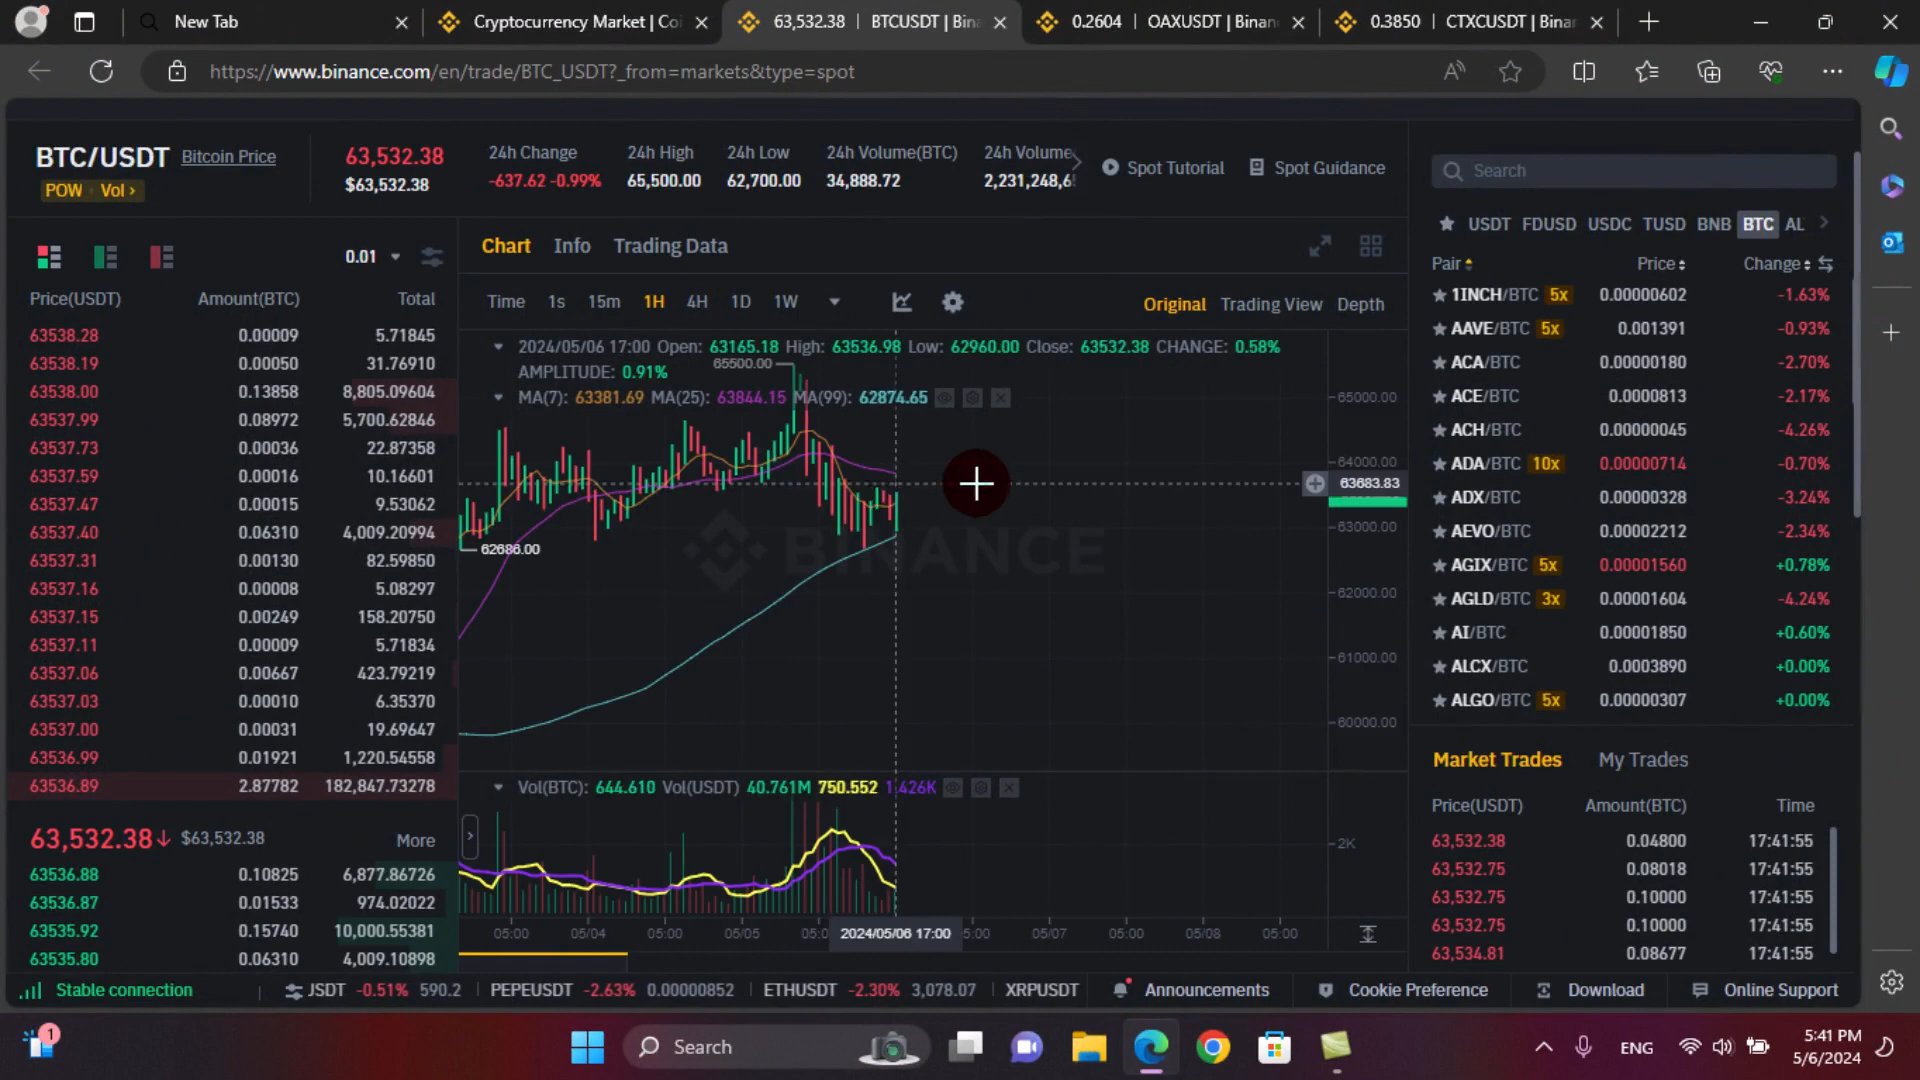 New Tab
Cryptocurrency Market | Coi
63,532.38 | BTCUSDT | Bin
0.2604 | OAXUSDT | Binan
0.3850 | CTXCUSDT | Binan
https://www.binance.com/en/trade/BTC_USDT?_from=markets&type=spot
BTC/USDT Bitcoin Price
POW Vol >
63,532.38
$63,532.38
24h Change
-637.62 -0.99%
24h High
65,500.00
24h Low
62,700.00
24h Volume(BTC)
34,888.72
24h Volume
2,231,248,6
Spot Tutorial
Spot Guidance
0.01
Price(USDT) Amount(BTC) Total
63538.28 0.00009 5.71845
63538.19 0.00050 31.76910
63538.00 0.13858 8,805.09604
63537.99 0.08972 5,700.62846
63537.73 0.00036 22.87358
63537.59 0.00016 10.16601
63537.47 0.00015 9.53062
63537.40 0.06310 4,009.20994
63537.31 0.00130 82.59850
63537.16 0.00008 5.08297
63537.15 0.00249 158.20750
63537.11 0.00009 5.71834
63537.06 0.00667 423.79219
63537.03 0.00010 6.35370
63537.00 0.00031 19.69647
63536.99 0.01921 1,220.54558
63536.89 2.87782 182,847.73278
63,532.38↓ $63,532.38 More
63536.88 0.10825 6,877.86726
63536.87 0.01533 974.02022
63535.92 0.15740 10,000.55381
63535.80 0.06310 4,009.10898
Chart Info Trading Data
Time 1s 15m 1H 4H 1D 1W
Original Trading View Depth
2024/05/06 17:00 Open: 63165.18 High: 63536.98 Low: 62960.00 Close: 63532.38 CHANGE: 0.58%
AMPLITUDE: 0.91%
65500.00
MA(7): 63381.69 MA(25): 63844.15 MA(99): 62874.65
65000.00
64000.00
63683.83
63000.00
62686.00
BINANCE
62000.00
61000.00
60000.00
Vol(BTC): 644.610 Vol(USDT) 40.761M 750.552 1.426K
2K
05:00 05/04 05:00 05/05 05:0 2024/05/06 17:00 5:00 05/07 05:00 05/08 05:00
Search
USDT FDUSD USDC TUSD BNB BTC AL
Pair Price Change
1INCH/BTC 5x 0.00000602 -1.63%
AAVE/BTC 5x 0.001391 -0.93%
ACA/BTC 0.00000180 -2.70%
ACE/BTC 0.0000813 -2.17%
ACH/BTC 0.00000045 -4.26%
ADA/BTC 10x 0.00000714 -0.70%
ADX/BTC 0.00000328 -3.24%
AEVO/BTC 0.00002212 -2.34%
AGIX/BTC 5x 0.00001560 +0.78%
AGLD/BTC 3x 0.00001604 -4.24%
AI/BTC 0.00001850 +0.60%
ALCX/BTC 0.0003890 +0.00%
ALGO/BTC 5x 0.00000307 +0.00%
Market Trades My Trades
Price(USDT) Amount(BTC) Time
63,532.38 0.04800 17:41:55
63,532.75 0.08018 17:41:55
63,532.75 0.10000 17:41:55
63,532.75 0.10000 17:41:55
63,534.81 0.08677 17:41:55
Stable connection
JSDT -0.51% 590.2
PEPEUSDT -2.63% 0.00000852
ETHUSDT -2.30% 3,078.07
XRPUSDT
Announcements
Cookie Preference
Download
Online Support
1
Search
ENG
5:41 PM
5/6/2024